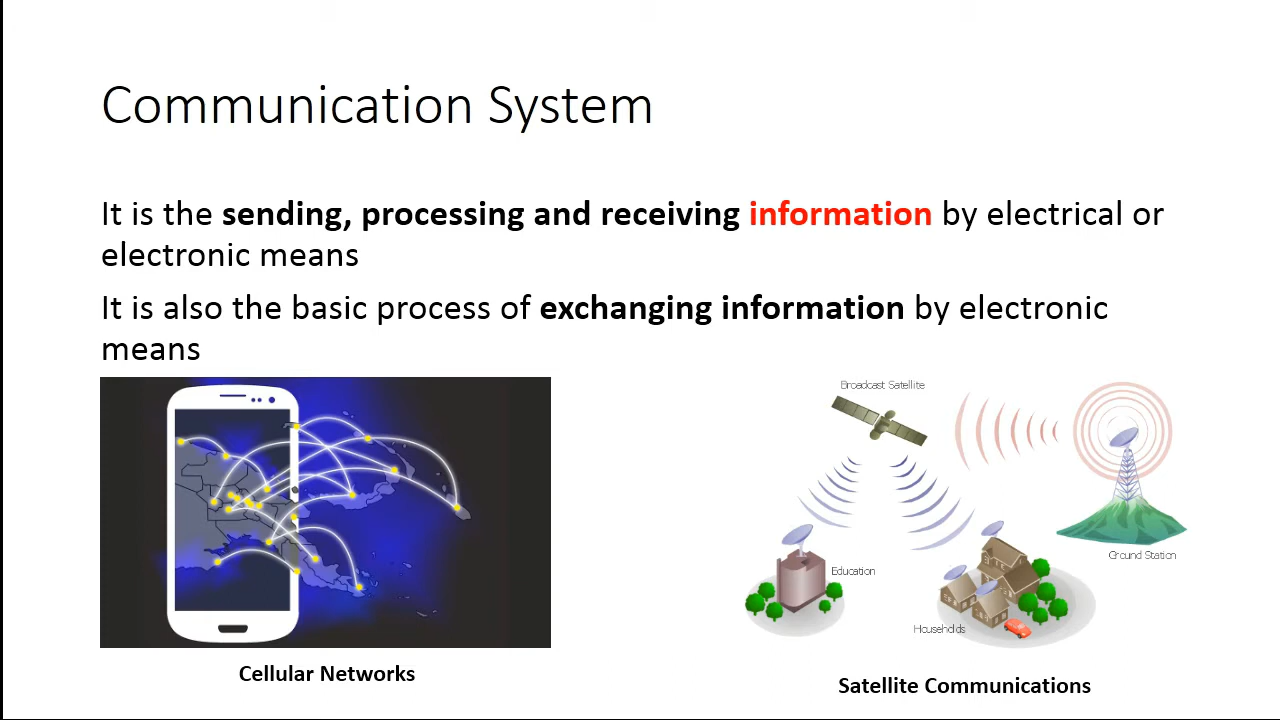 Communication System
It is the sending, processing and receiving information by electrical or
electronic means
It is also the basic process of exchanging information by electronic
means
Broadcast Satellite
Ground Station
Education
Households
Cellular Networks
Satellite Communications